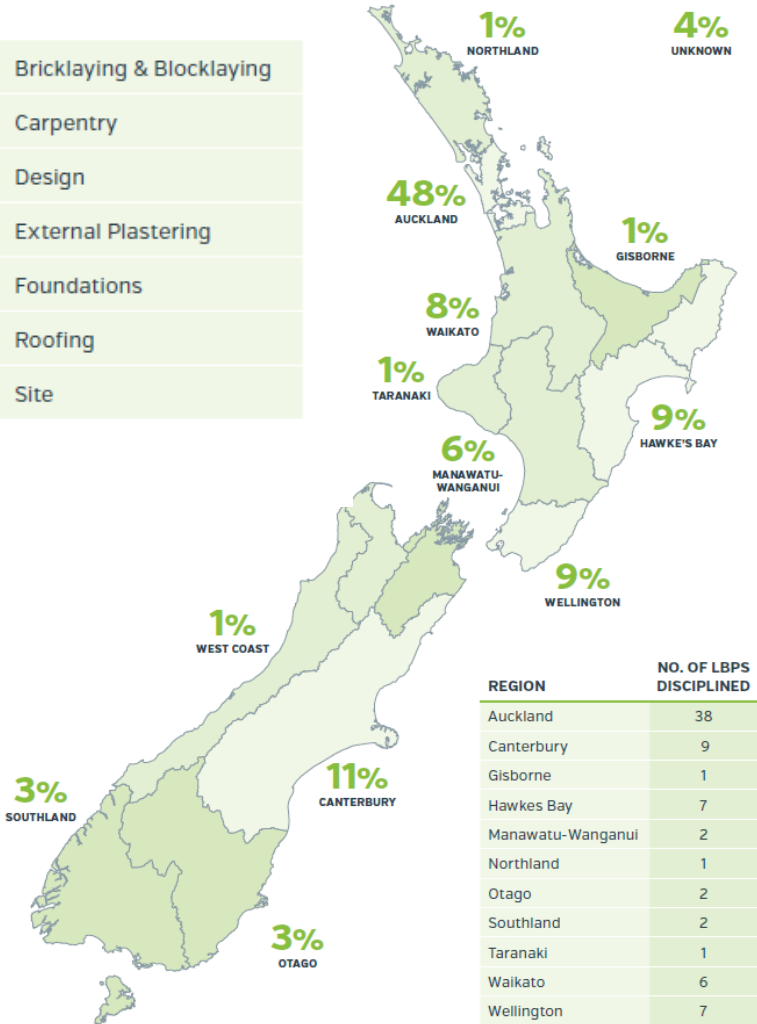 1%
NORTHLAND
4%
UNKNOWN
Bricklaying & Blocklaying
Carpentry
Design
External Plastering
Foundations
Roofing
Site
48%
AUCKLAND
1%
GISBORNE
8%
WAIKATO
1%
TARANAKI
9%
HAWKE'S BAY
6%
MANAWATU-
WANGANUI
9%
WELLINGTON
1%
WEST COAST
11%
CANTERBURY
3%
SOUTHLAND
3%
OTAGO
REGION NO. OF LBPS
DISCIPLINED
Auckland 38
Canterbury 9
Gisborne 1
Hawkes Bay 7
Manawatu-Wanganui 2
Northland 1
Otago 2
Southland 2
Taranaki 1
Waikato 6
Wellington 7